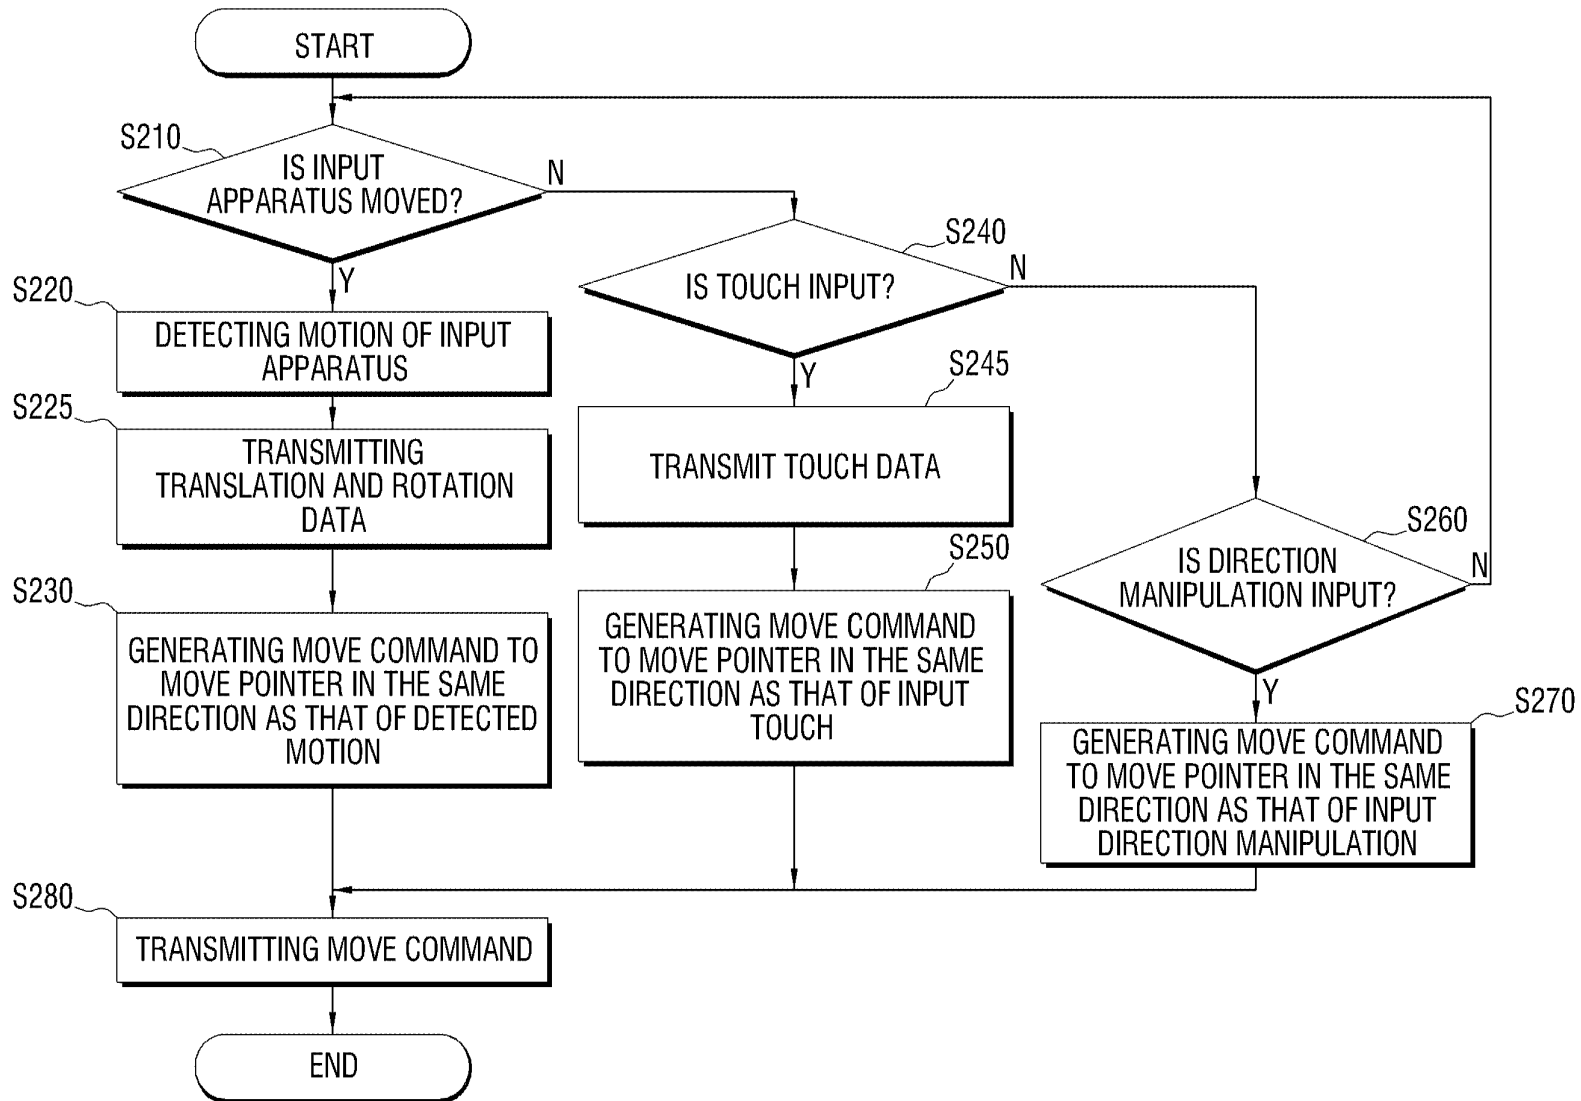 START
S210
IS INPUT
APPARATUS MOVED?
N
Y
S240
IS TOUCH INPUT?
N
Y
S220
DETECTING MOTION OF INPUT
APPARATUS
S225
TRANSMITTING
TRANSLATION AND ROTATION
DATA
S245
TRANSMIT TOUCH DATA
S260
IS DIRECTION
MANIPULATION INPUT?
N
Y
S230
GENERATING MOVE COMMAND TO
MOVE POINTER IN THE SAME
DIRECTION AS THAT OF DETECTED
MOTION
S250
GENERATING MOVE COMMAND
TO MOVE POINTER IN THE SAME
DIRECTION AS THAT OF INPUT
TOUCH
S270
GENERATING MOVE COMMAND
TO MOVE POINTER IN THE SAME
DIRECTION AS THAT OF INPUT
DIRECTION MANIPULATION
S280
TRANSMITTING MOVE COMMAND
END